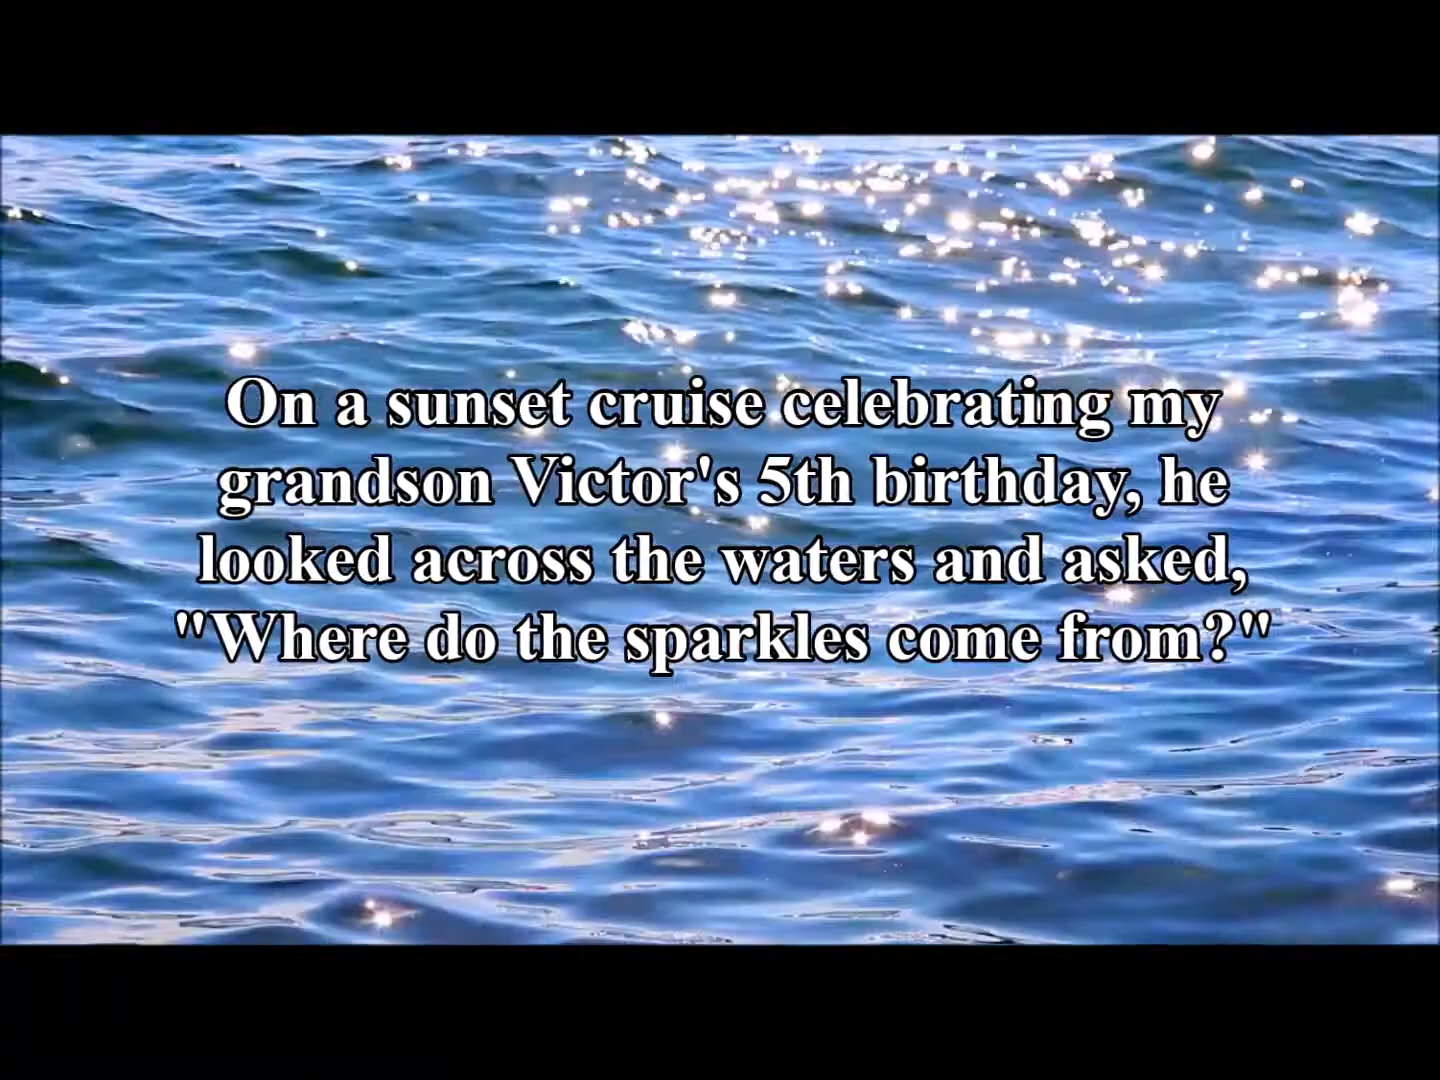 On a sunset cruise celebrating my
grandson Victor's 5th birthday, he
looked across the waters and asked,
"Where do the sparkles come from?"